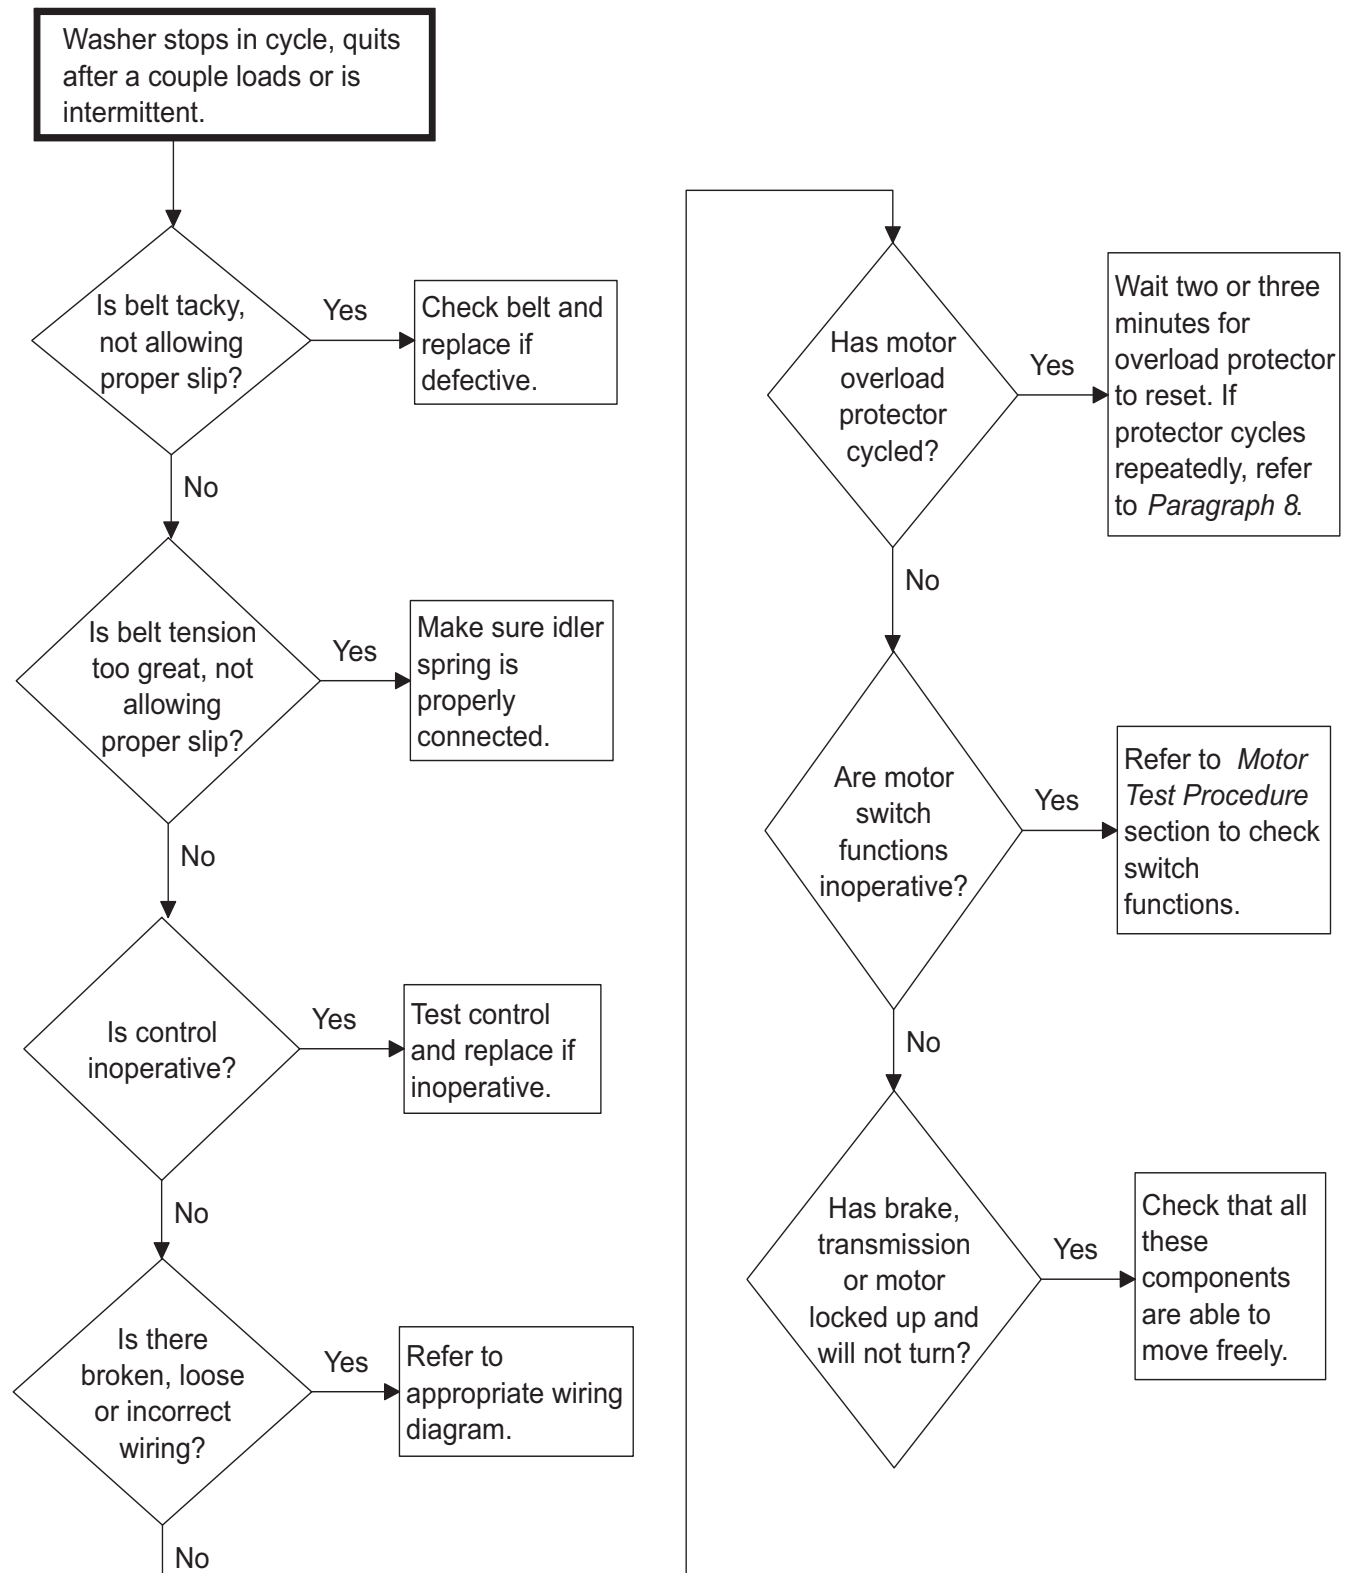 Washer stops in cycle, quits
after a couple loads or is
intermittent.
Is belt tacky,
not allowing
proper slip?
Yes
Check belt and
replace if
defective.
No
Is belt tension
too great, not
allowing
proper slip?
Yes
Make sure idler
spring is
properly
connected.
No
Is control
inoperative?
Yes
Test control
and replace if
inoperative.
No
Is there
broken, loose
or incorrect
wiring?
Yes
Refer to
appropriate wiring
diagram.
No
Has motor
overload
protector
cycled?
Yes
Wait two or three
minutes for
overload protector
to reset. If
protector cycles
repeatedly, refer
to Paragraph 8.
No
Are motor
switch
functions
inoperative?
Yes
Refer to Motor
Test Procedure
section to check
switch
functions.
No
Has brake,
transmission
or motor
locked up and
will not turn?
Yes
Check that all
these
components
are able to
move freely.